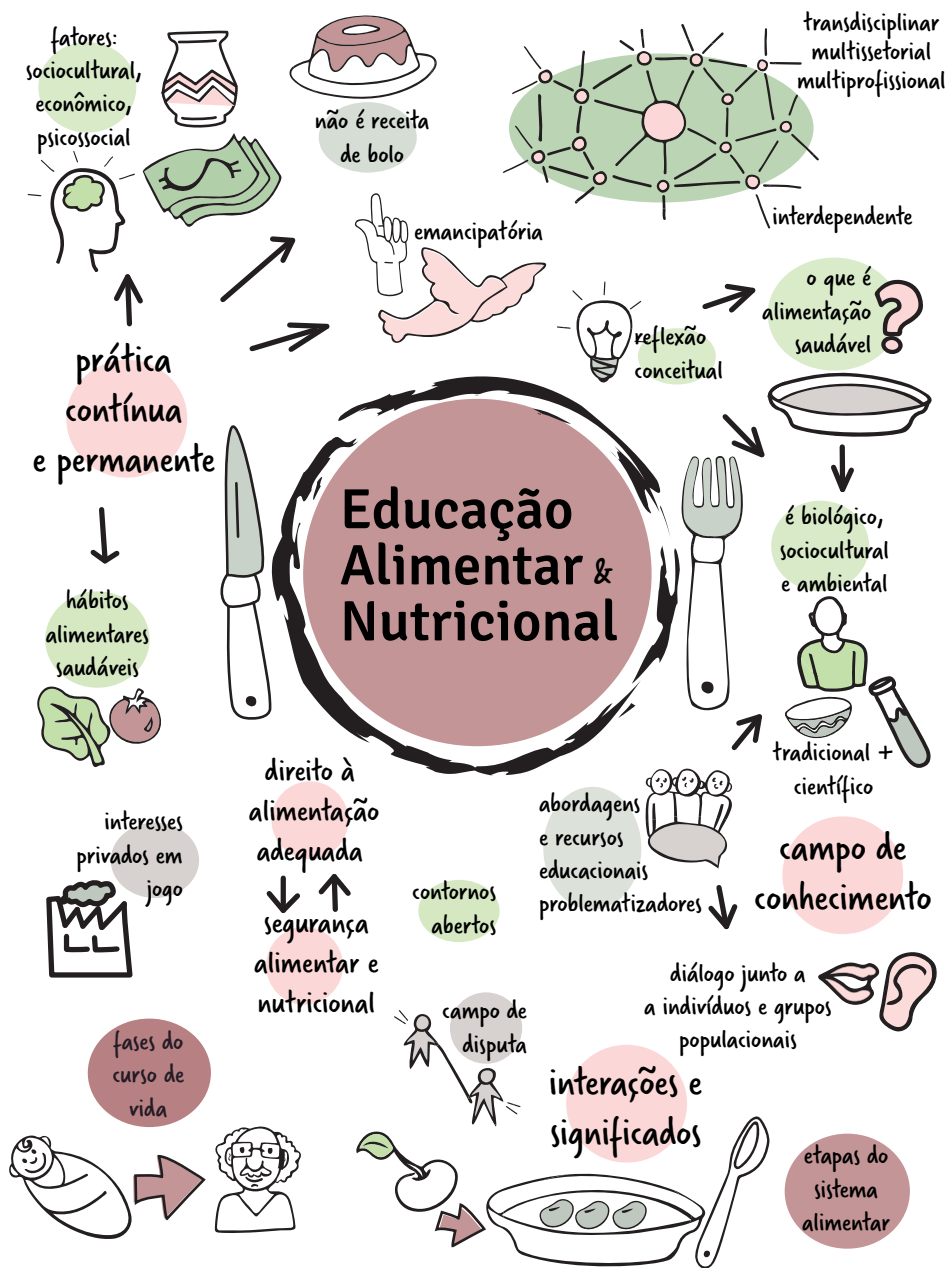 fatores:
sociocultural,
econômico,
psicossocial
não é receita
de bolo
transdisciplinar
multissetorial
multiprofissional
interdependente
emancipatória
prática
contínua
e permanente
reflexão
conceitual
o que é
alimentação
saudável
Educação
Alimentar &
Nutricional
é biológico,
sociocultural
e ambiental
hábitos
alimentares
saudáveis
tradicional +
científico
direito à
alimentação
adequada
segurança
alimentar e
nutricional
interesses
privados em
jogo
contornos
abertos
abordagens
e recursos
educacionais
problematizadores
campo de
conhecimento
diálogo junto a
a indivíduos e grupos
populacionais
campo de
disputa
fases do
curso de
vida
interações e
significados
etapas do
sistema
alimentar